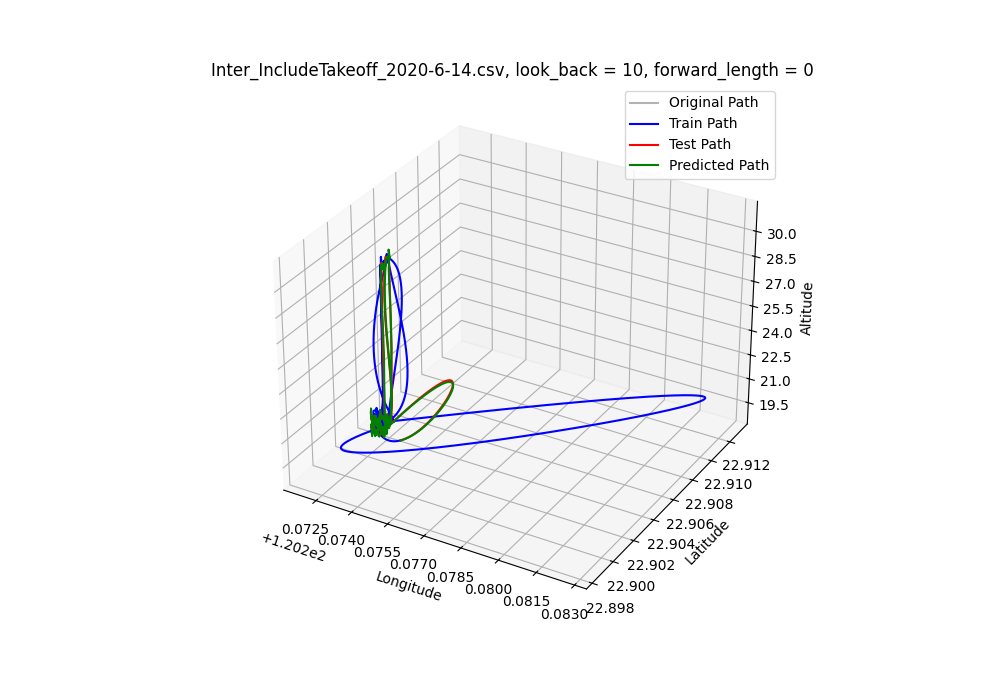 Inter_IncludeTakeoff_2020-6-14.csv, look_back = 10, forward_length = 0
Original Path
Train Path
Test Path
Predicted Path
30.0
28.5
27.0
25.5
24.0
22.5
21.0
19.5
Altitude
22.912
22.910
22.908
22.906
22.904
22.902
22.900
22.898
Latitude
0.0725
0.0740
0.0755
0.0770
0.0785
0.0800
0.0815
0.0830
+1.202e2
Longitude